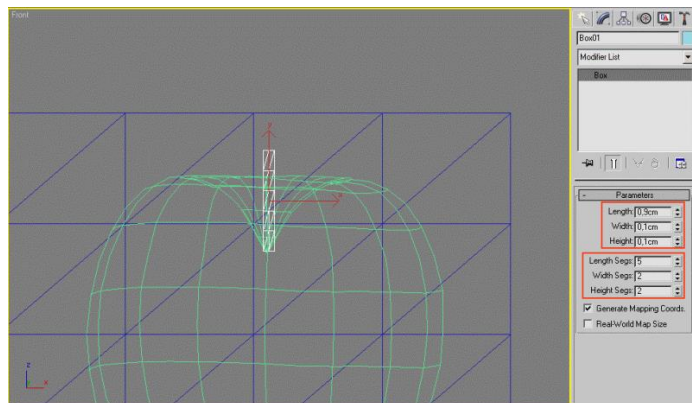 Front
Box01
Modifier List
Box
y
x
z
x
- Parameters
Length: 0,9cm
Width: 0,1cm
Height: 0,1cm
Length Segs: 5
Width Segs: 2
Height Segs: 2
Generate Mapping Coords.
Real-World Map Size